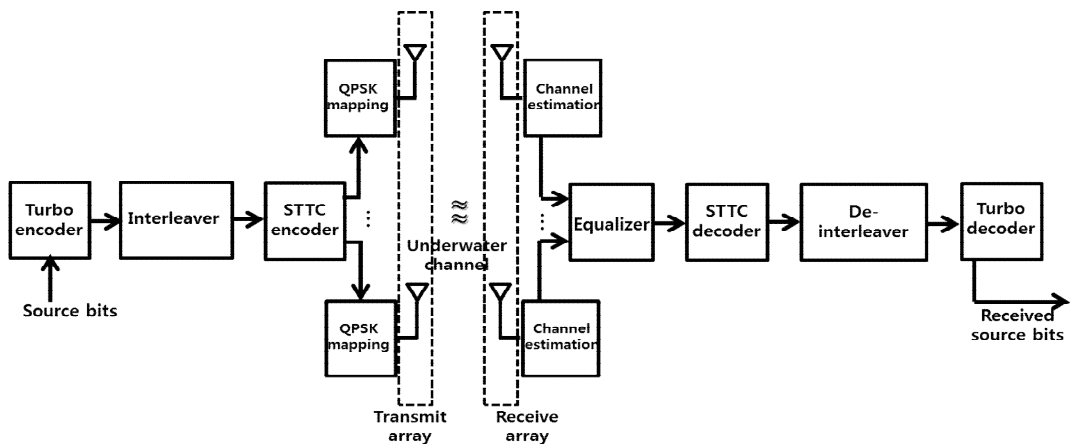 Turbo
encoder
Source bits
Interleaver
STTC
encoder
QPSK
mapping
...
QPSK
mapping
Transmit
array
≈
≈
Underwater
channel
Receive
array
Channel
estimation
...
Channel
estimation
Equalizer
STTC
decoder
De-
interleaver
Turbo
decoder
Received
source bits